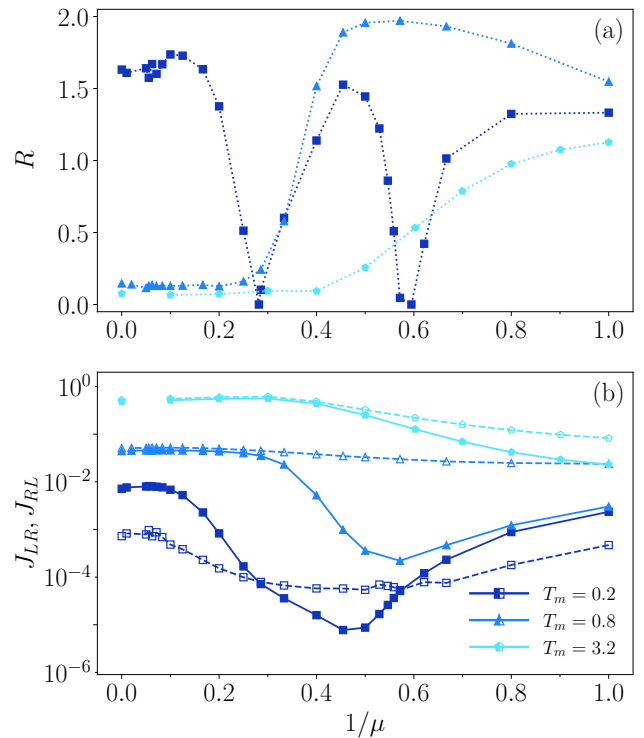 2.0
1.5
1.0
0.5
0.0
R
(a)
0.0 0.2 0.4 0.6 0.8 1.0
10^0
10^{-2}
10^{-4}
10^{-6}
J_{LR}, J_{RL}
(b)
T_m = 0.2
T_m = 0.8
T_m = 3.2
0.0 0.2 0.4 0.6 0.8 1.0
1/μ